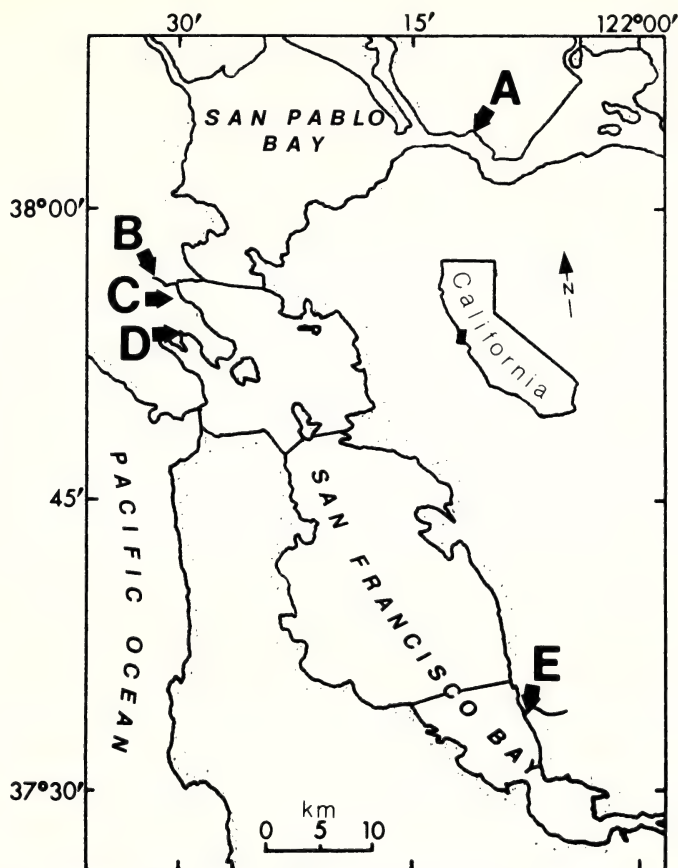 30′ 15′ 122°00′
A
SAN PABLO
BAY
38°00′
B
C
D
N
California
45′
PACIFIC OCEAN
SAN FRANCISCO BAY
E
37°30′
km
0 5 10